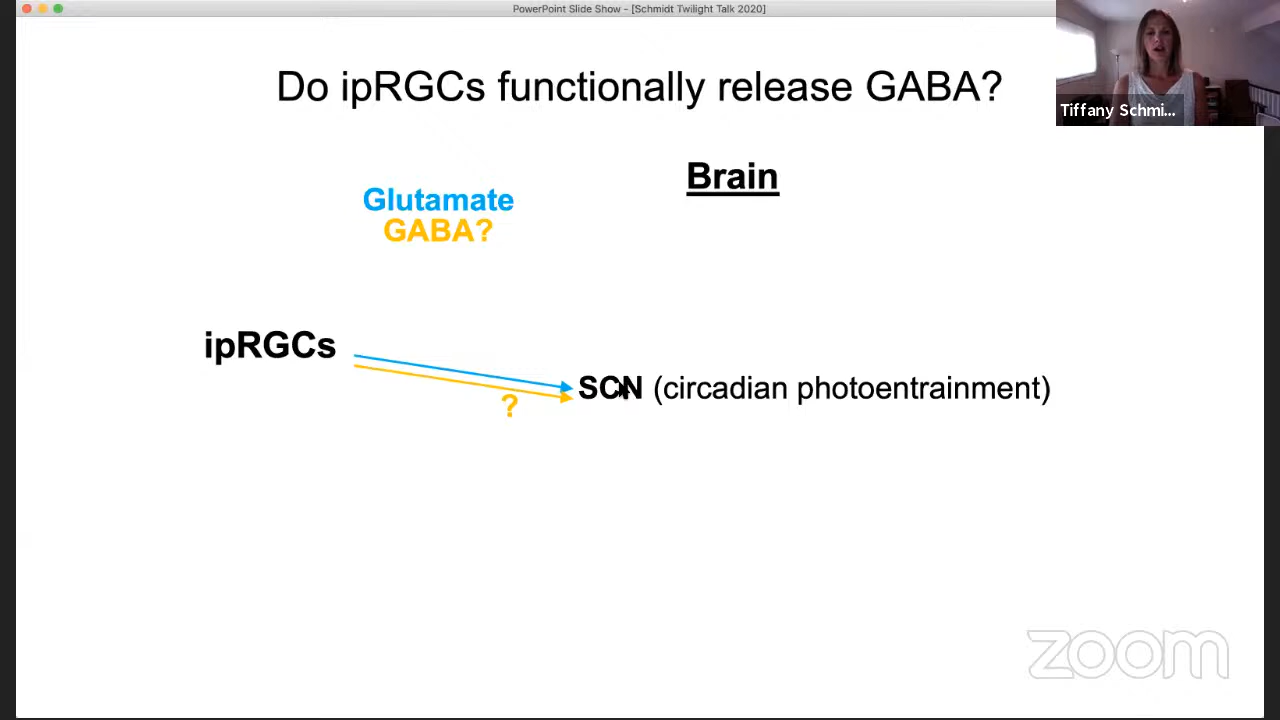 PowerPoint Slide Show - [Schmidt Twilight Talk 2020]
Do ipRGCs functionally release GABA?
Tiffany Schmi...
Brain
Glutamate
GABA?
ipRGCs
SCN (circadian photoentrainment)
?
zoom